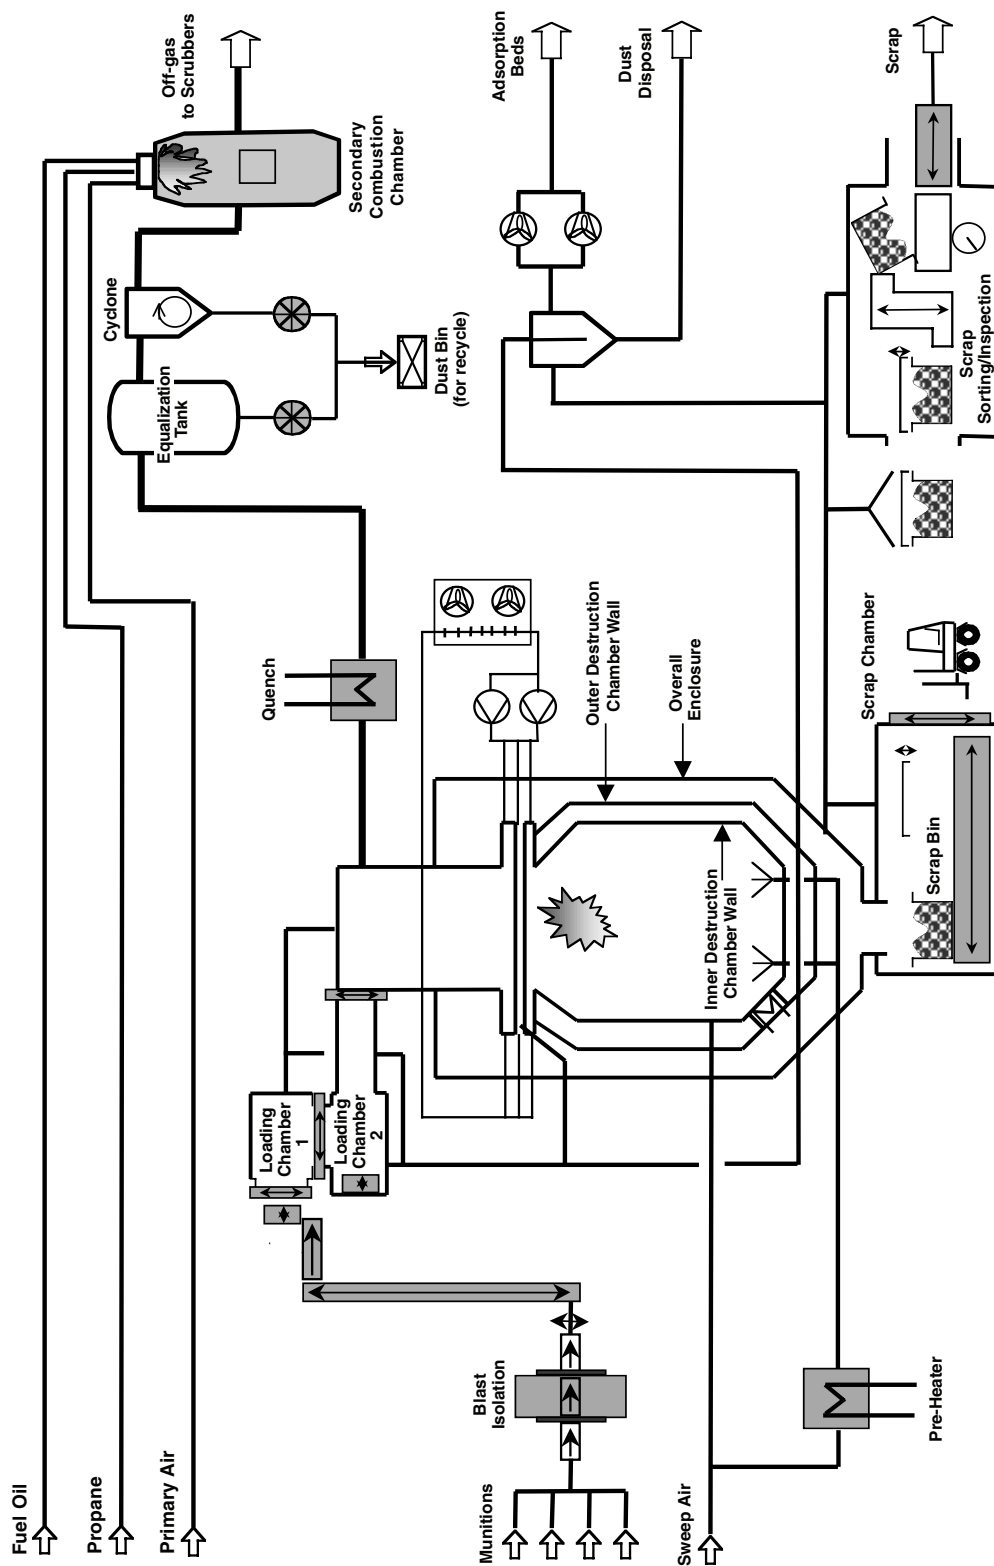 Fuel Oil
Propane
Primary Air
Munitions
Sweep Air
Blast
Isolation
Pre-Heater
Loading
Chamber
1
Loading
Chamber
2
Quench
Inner Destruction
Chamber Wall
Outer Destruction
Chamber Wall
Overall
Enclosure
Scrap Bin
Scrap Chamber
Equalization
Tank
Cyclone
Dust Bin
(for recycle)
Secondary
Combustion
Chamber
Off-gas
to Scrubbers
Adsorption
Beds
Dust
Disposal
Scrap
Sorting/Inspection
Scrap